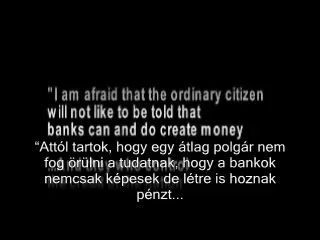 "I am afraid that the ordinary citizen
will not like to be told that
banks can and do create money
“Attól tartok, hogy egy átlag polgár nem
fog örülni a tudatnak, hogy a bankok
nemcsak képesek de létre is hoznak
pénzt...